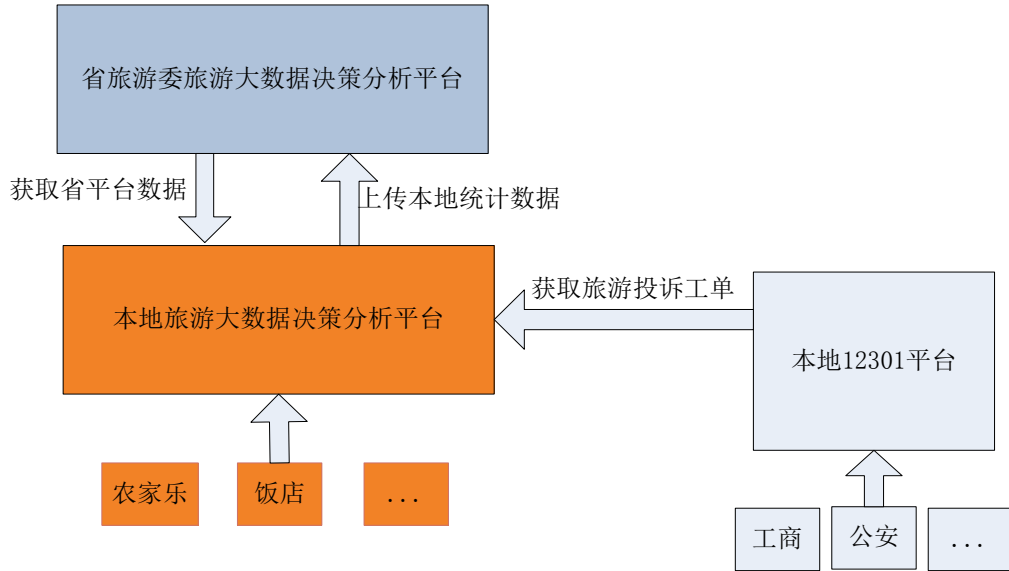 省旅游委旅游大数据决策分析平台
获取省平台数据
上传本地统计数据
本地旅游大数据决策分析平台
获取旅游投诉工单
本地12301平台
农家乐
饭店
...
工商
公安
...